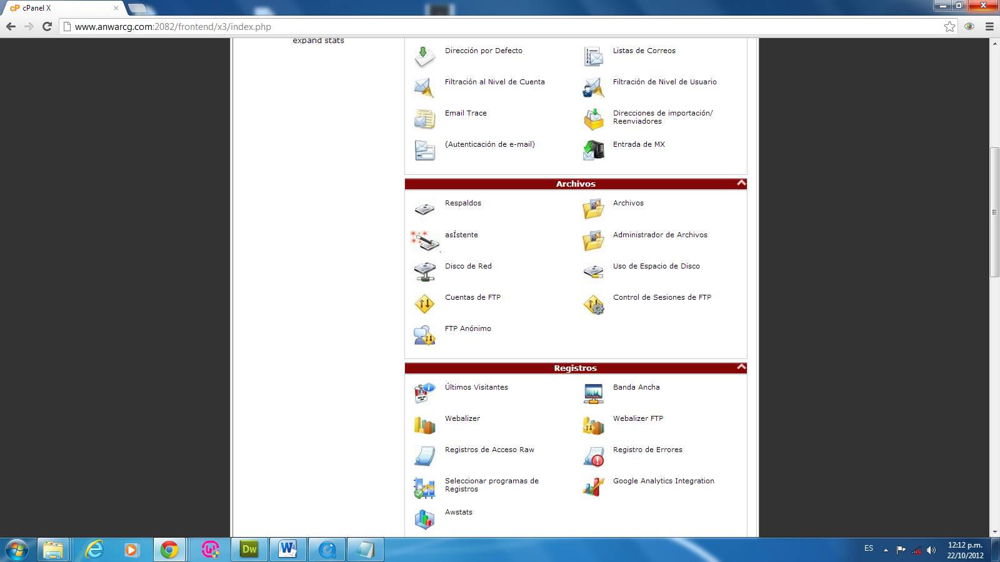 cPanel X
www.anwarcg.com:2082/frontend/x3/index.php
expand stats
Dirección por Defecto
Listas de Correos
Filtración al Nivel de Cuenta
Filtración de Nivel de Usuario
Email Trace
Direcciones de importación/
Reenviadores
(Autenticación de e-mail)
Entrada de MX
Archivos
Respaldos
Archivos
asÍstente
Administrador de Archivos
Disco de Red
Uso de Espacio de Disco
Cuentas de FTP
Control de Sesiones de FTP
FTP Anónimo
Registros
Últimos Visitantes
Banda Ancha
Webalizer
Webalizer FTP
Registros de Acceso Raw
Registro de Errores
Seleccionar programas de
Registros
Google Analytics Integration
Awstats
Dw
W
ES
12:12 p.m.
22/10/2012